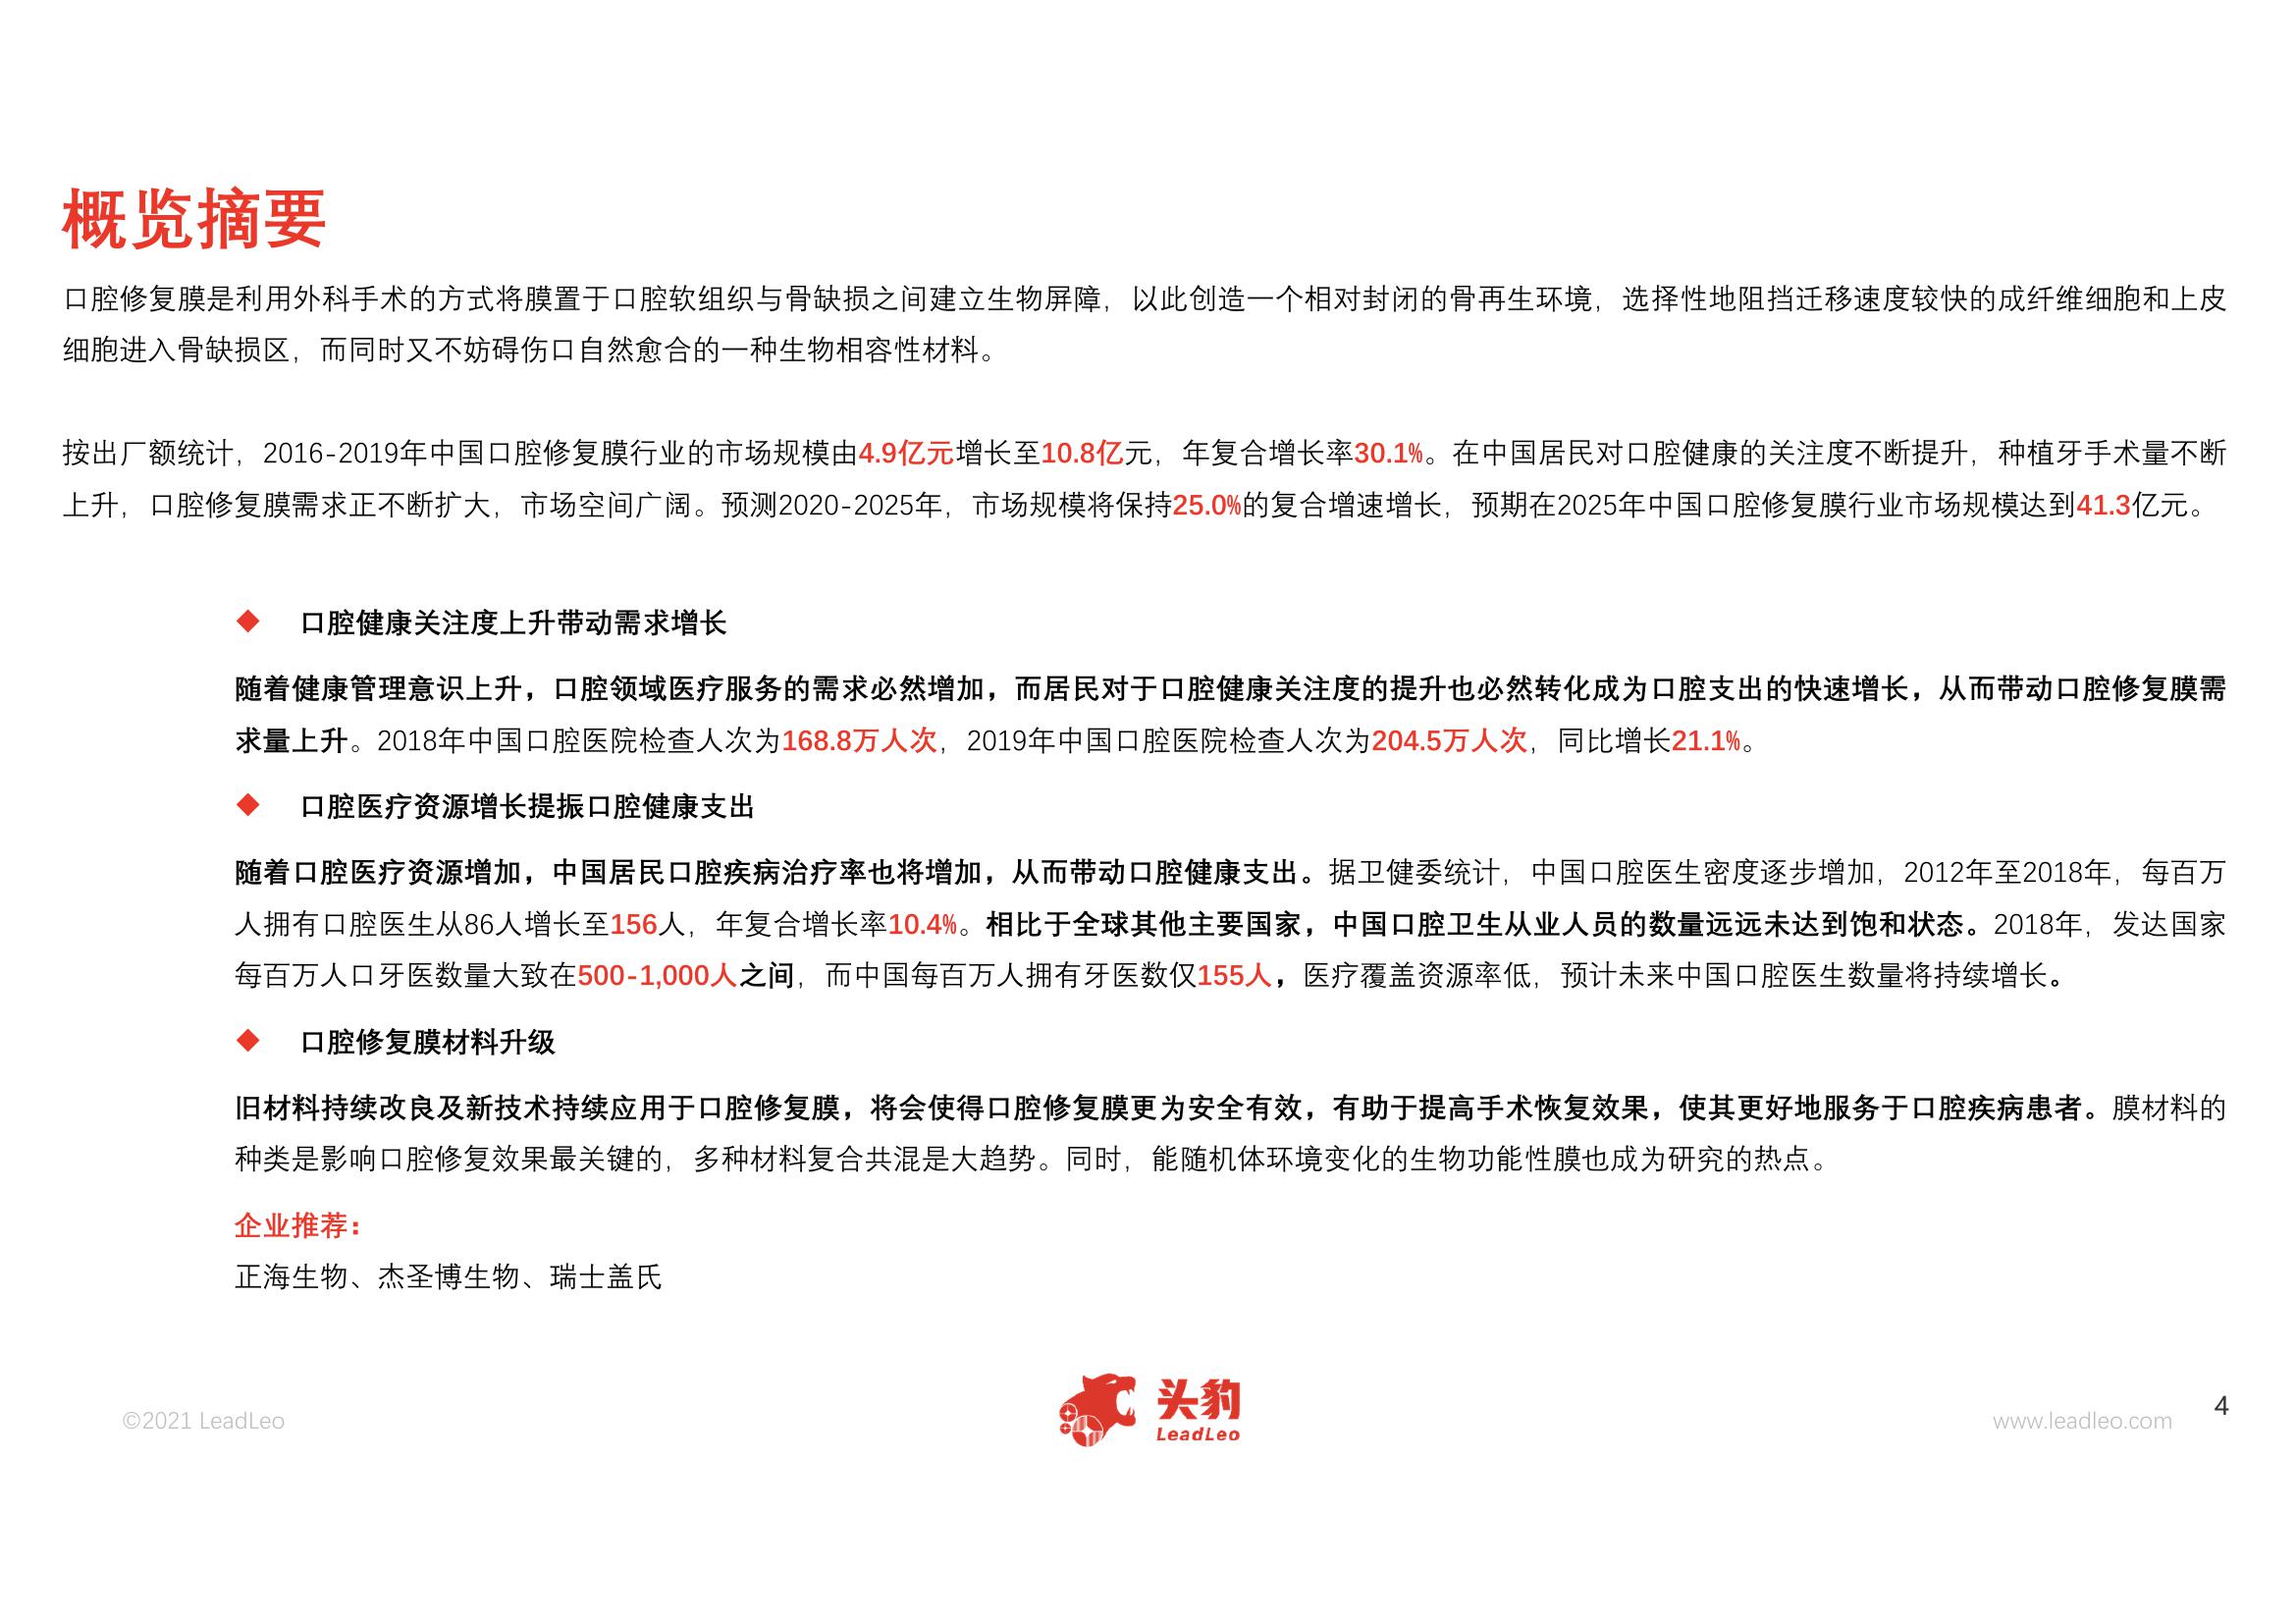 概览摘要
口腔修复膜是利用外科手术的方式将膜置于口腔软组织与骨缺损之间建立生物屏障，以此创造一个相对封闭的骨再生环境，选择性地阻挡迁移速度较快的成纤维细胞和上皮
细胞进入骨缺损区，而同时又不妨碍伤口自然愈合的一种生物相容性材料。
按出厂额统计，2016-2019年中国口腔修复膜行业的市场规模由4.9亿元增长至10.8亿元，年复合增长率30.1%。在中国居民对口腔健康的关注度不断提升，种植牙手术量不断
上升，口腔修复膜需求正不断扩大，市场空间广阔。预测2020-2025年，市场规模将保持25.0%的复合增速增长，预期在2025年中国口腔修复膜行业市场规模达到41.3亿元。
◆ 口腔健康关注度上升带动需求增长
随着健康管理意识上升，口腔领域医疗服务的需求必然增加，而居民对于口腔健康关注度的提升也必然转化成为口腔支出的快速增长，从而带动口腔修复膜需
求量上升。2018年中国口腔医院检查人次为168.8万人次，2019年中国口腔医院检查人次为204.5万人次，同比增长21.1%。
◆ 口腔医疗资源增长提振口腔健康支出
随着口腔医疗资源增加，中国居民口腔疾病治疗率也将增加，从而带动口腔健康支出。据卫健委统计，中国口腔医生密度逐步增加，2012年至2018年，每百万
人拥有口腔医生从86人增长至156人，年复合增长率10.4%。相比于全球其他主要国家，中国口腔卫生从业人员的数量远远未达到饱和状态。2018年，发达国家
每百万人口牙医数量大致在500-1,000人之间，而中国每百万人拥有牙医数仅155人，医疗覆盖资源率低，预计未来中国口腔医生数量将持续增长。
◆ 口腔修复膜材料升级
旧材料持续改良及新技术持续应用于口腔修复膜，将会使得口腔修复膜更为安全有效，有助于提高手术恢复效果，使其更好地服务于口腔疾病患者。膜材料的
种类是影响口腔修复效果最关键的，多种材料复合共混是大趋势。同时，能随机体环境变化的生物功能性膜也成为研究的热点。
企业推荐：
正海生物、杰圣博生物、瑞士盖氏
©2021 LeadLeo
头豹
LeadLeo
www.leadleo.com
4